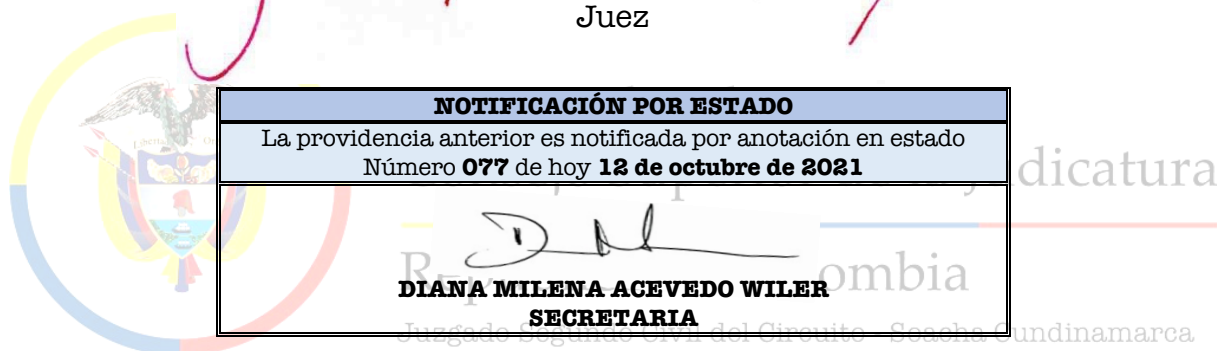 Juez
NOTIFICACIÓN POR ESTADO
La providencia anterior es notificada por anotación en estado
Número 077 de hoy 12 de octubre de 2021
dicatura
ombia
DIANA MILENA ACEVEDO WILER
SECRETARIA
Juzgado Segundo Civil del Circuito - Soacha Cundinamarca